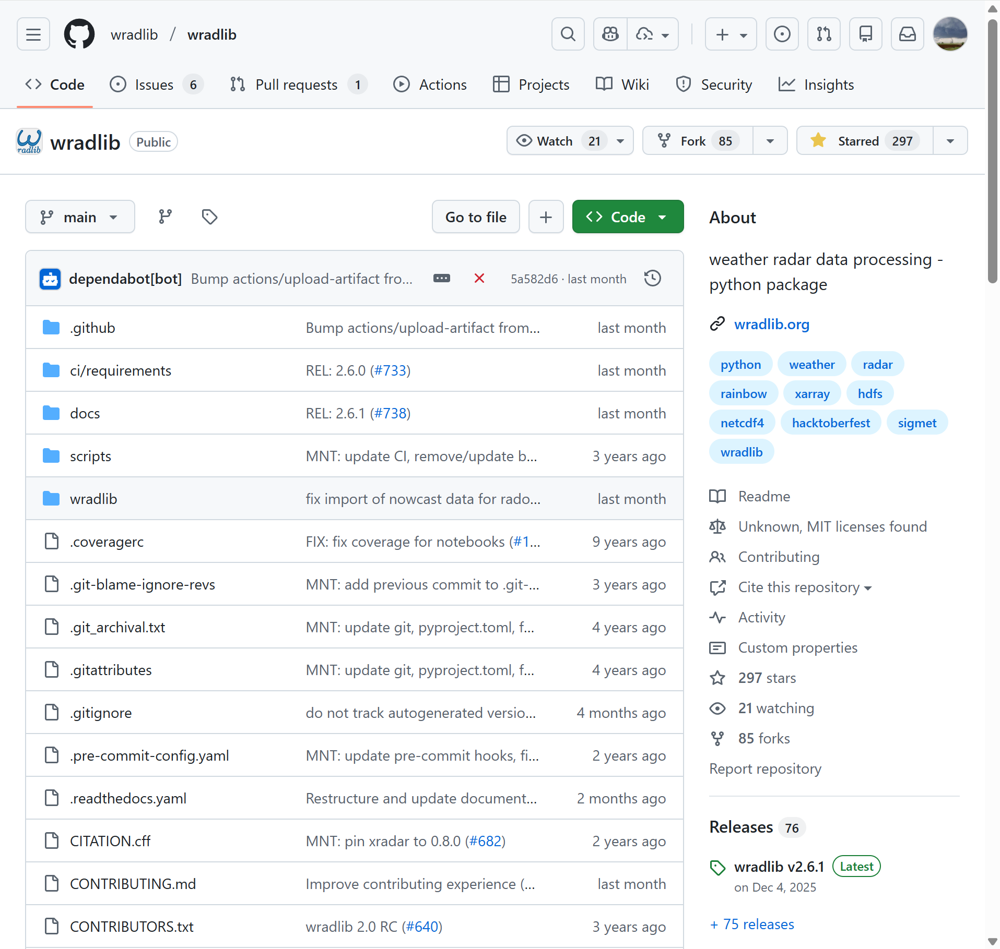 wradlib / wradlib
Code
Issues 6
Pull requests 1
Actions
Projects
Wiki
Security
Insights
radlib
wradlib Public
Watch 21
Fork 85
Starred 297
main
Go to file
Code
dependabot[bot] Bump actions/upload-artifact fro... 5a582d6 · last month
.github Bump actions/upload-artifact from... last month
ci/requirements REL: 2.6.0 (#733) last month
docs REL: 2.6.1 (#738) last month
scripts MNT: update CI, remove/update b... 3 years ago
wradlib fix import of nowcast data for rado... last month
.coveragerc FIX: fix coverage for notebooks (#1... 9 years ago
.git-blame-ignore-revs MNT: add previous commit to .git-... 3 years ago
.git_archival.txt MNT: update git, pyproject.toml, f... 4 years ago
.gitattributes MNT: update git, pyproject.toml, f... 4 years ago
.gitignore do not track autogenerated versio... 4 months ago
.pre-commit-config.yaml MNT: update pre-commit hooks, fi... 2 years ago
.readthedocs.yaml Restructure and update document... 2 months ago
CITATION.cff MNT: pin xradar to 0.8.0 (#682) 2 years ago
CONTRIBUTING.md Improve contributing experience (... last month
CONTRIBUTORS.txt wradlib 2.0 RC (#640) 3 years ago
About
weather radar data processing -
python package
wradlib.org
python weather radar
rainbow xarray hdfs
netcdf4 hacktoberfest sigmet
wradlib
Readme
Unknown, MIT licenses found
Contributing
Cite this repository
Activity
Custom properties
297 stars
21 watching
85 forks
Report repository
Releases 76
wradlib v2.6.1 Latest
on Dec 4, 2025
+ 75 releases